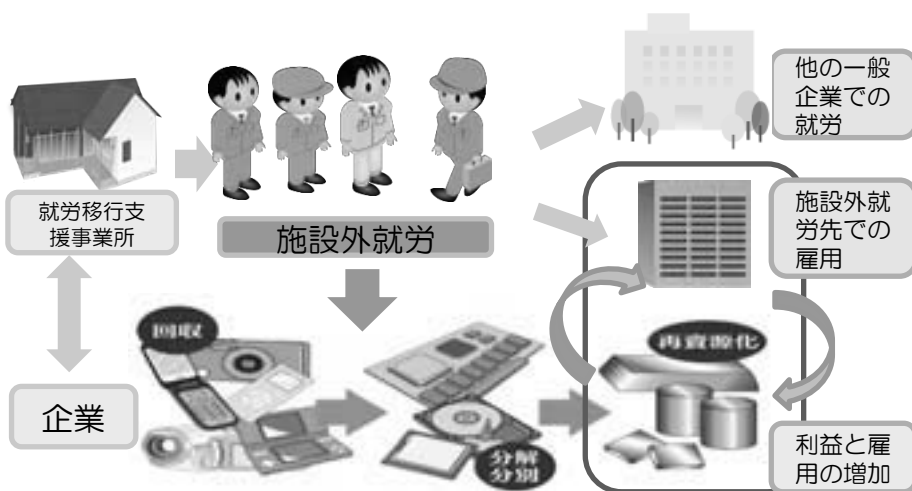 他の一般
企業での
就労
就労移行支
援事業所
施設外就労
施設外就
労先での
雇用
回収
再資源化
企業
分解
分別
利益と雇
用の増加